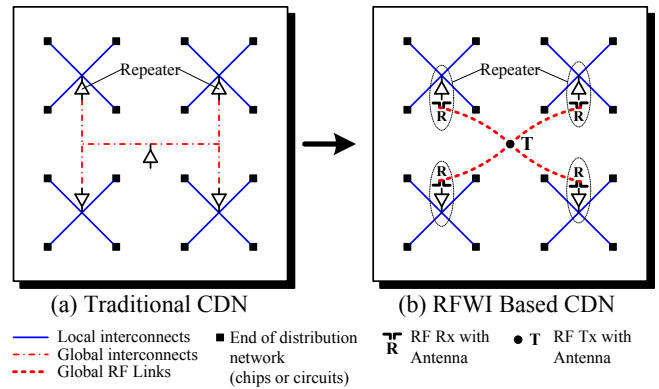 Repeater
Repeater
R
R
T
R
R
(a) Traditional CDN
(b) RFWI Based CDN
Local interconnects
Global interconnects
Global RF Links
End of distribution
network
(chips or circuits)
R
RF Rx with
Antenna
T
RF Tx with
Antenna